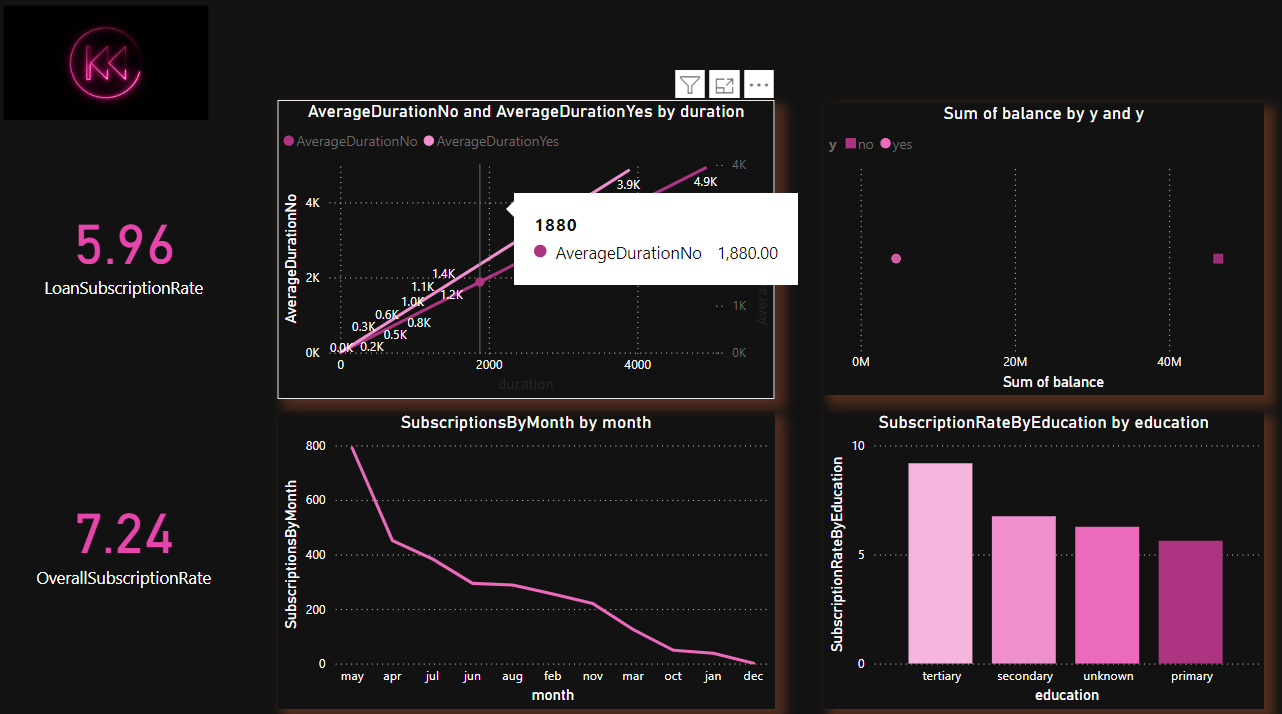 5.96
LoanSubscriptionRate
7.24
OverallSubscriptionRate
AverageDurationNo and AverageDurationYes by duration
AverageDurationNo AverageDurationYes
AverageDurationNo
4K
2K
0K
4K
1K
0K
3.9K
4.9K
1.4K
1.1K
1.2K
1.0K
0.6K
0.8K
0.3K
0.5K
0.0K
0.2K
0 2000 4000
duration
1880
AverageDurationNo 1,880.00
Sum of balance by y and y
y no yes
0M 20M 40M
Sum of balance
SubscriptionsByMonth by month
SubscriptionsByMonth
800
600
400
200
0
may apr jul jun aug feb nov mar oct jan dec
month
SubscriptionRateByEducation by education
SubscriptionRateByEducation
10
5
0
tertiary secondary unknown primary
education